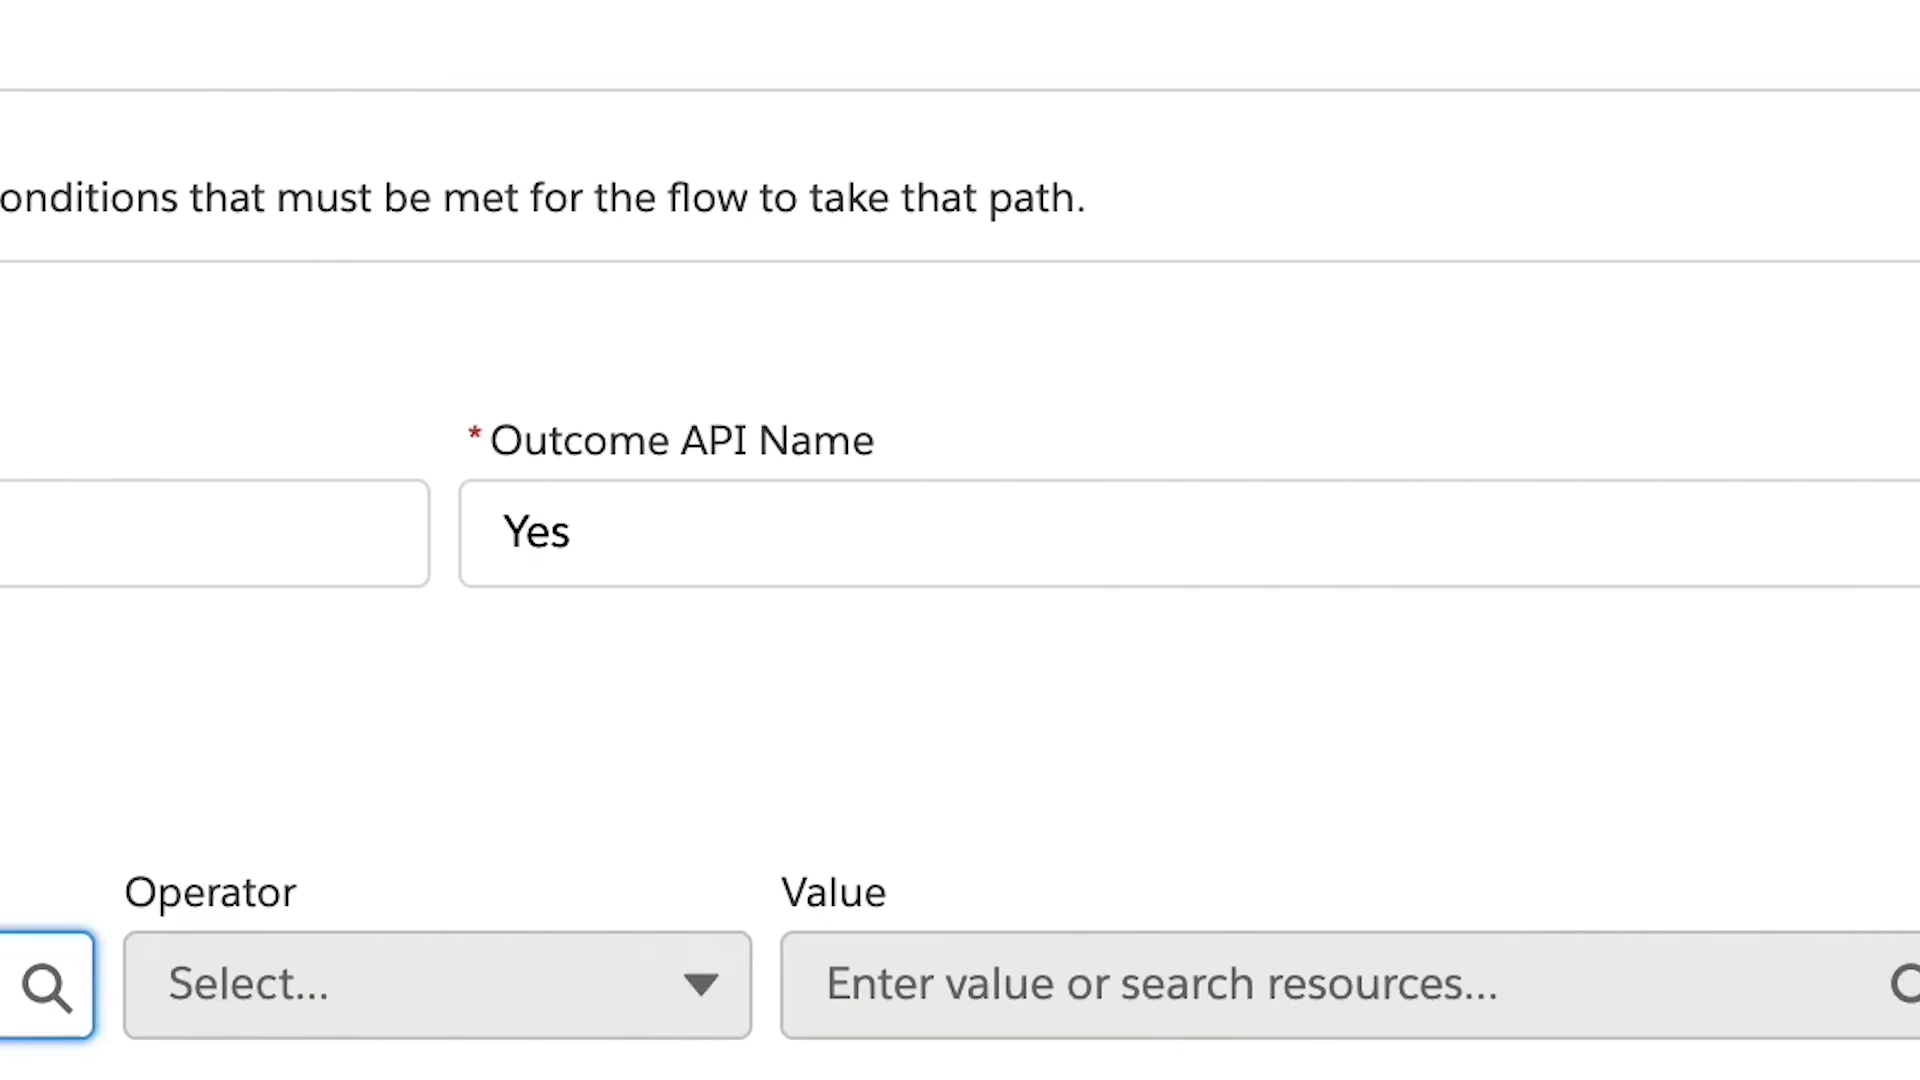 onditions that must be met for the flow to take that path.
* Outcome API Name
Yes
Operator
Value
Select...
Enter value or search resources...